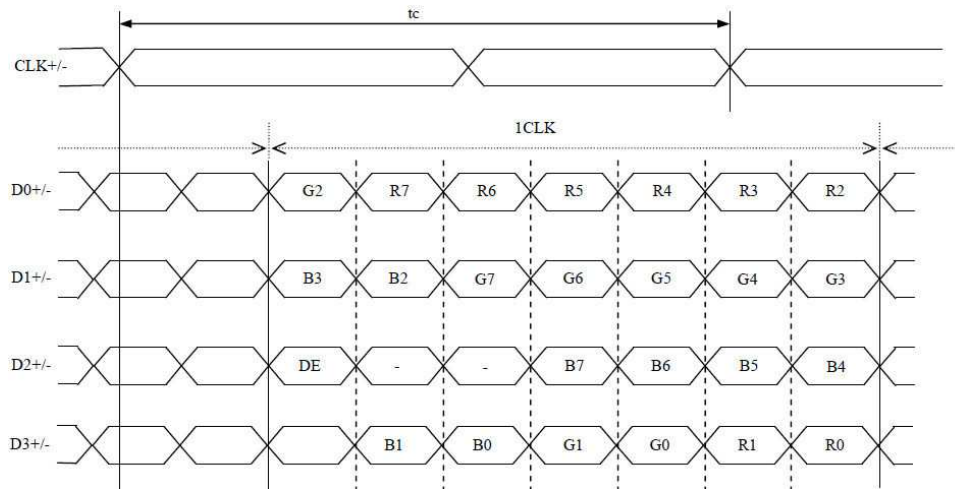 tc
CLK+/-
1CLK
D0+/- G2 R7 R6 R5 R4 R3 R2
D1+/- B3 B2 G7 G6 G5 G4 G3
D2+/- DE - - B7 B6 B5 B4
D3+/- B1 B0 G1 G0 R1 R0